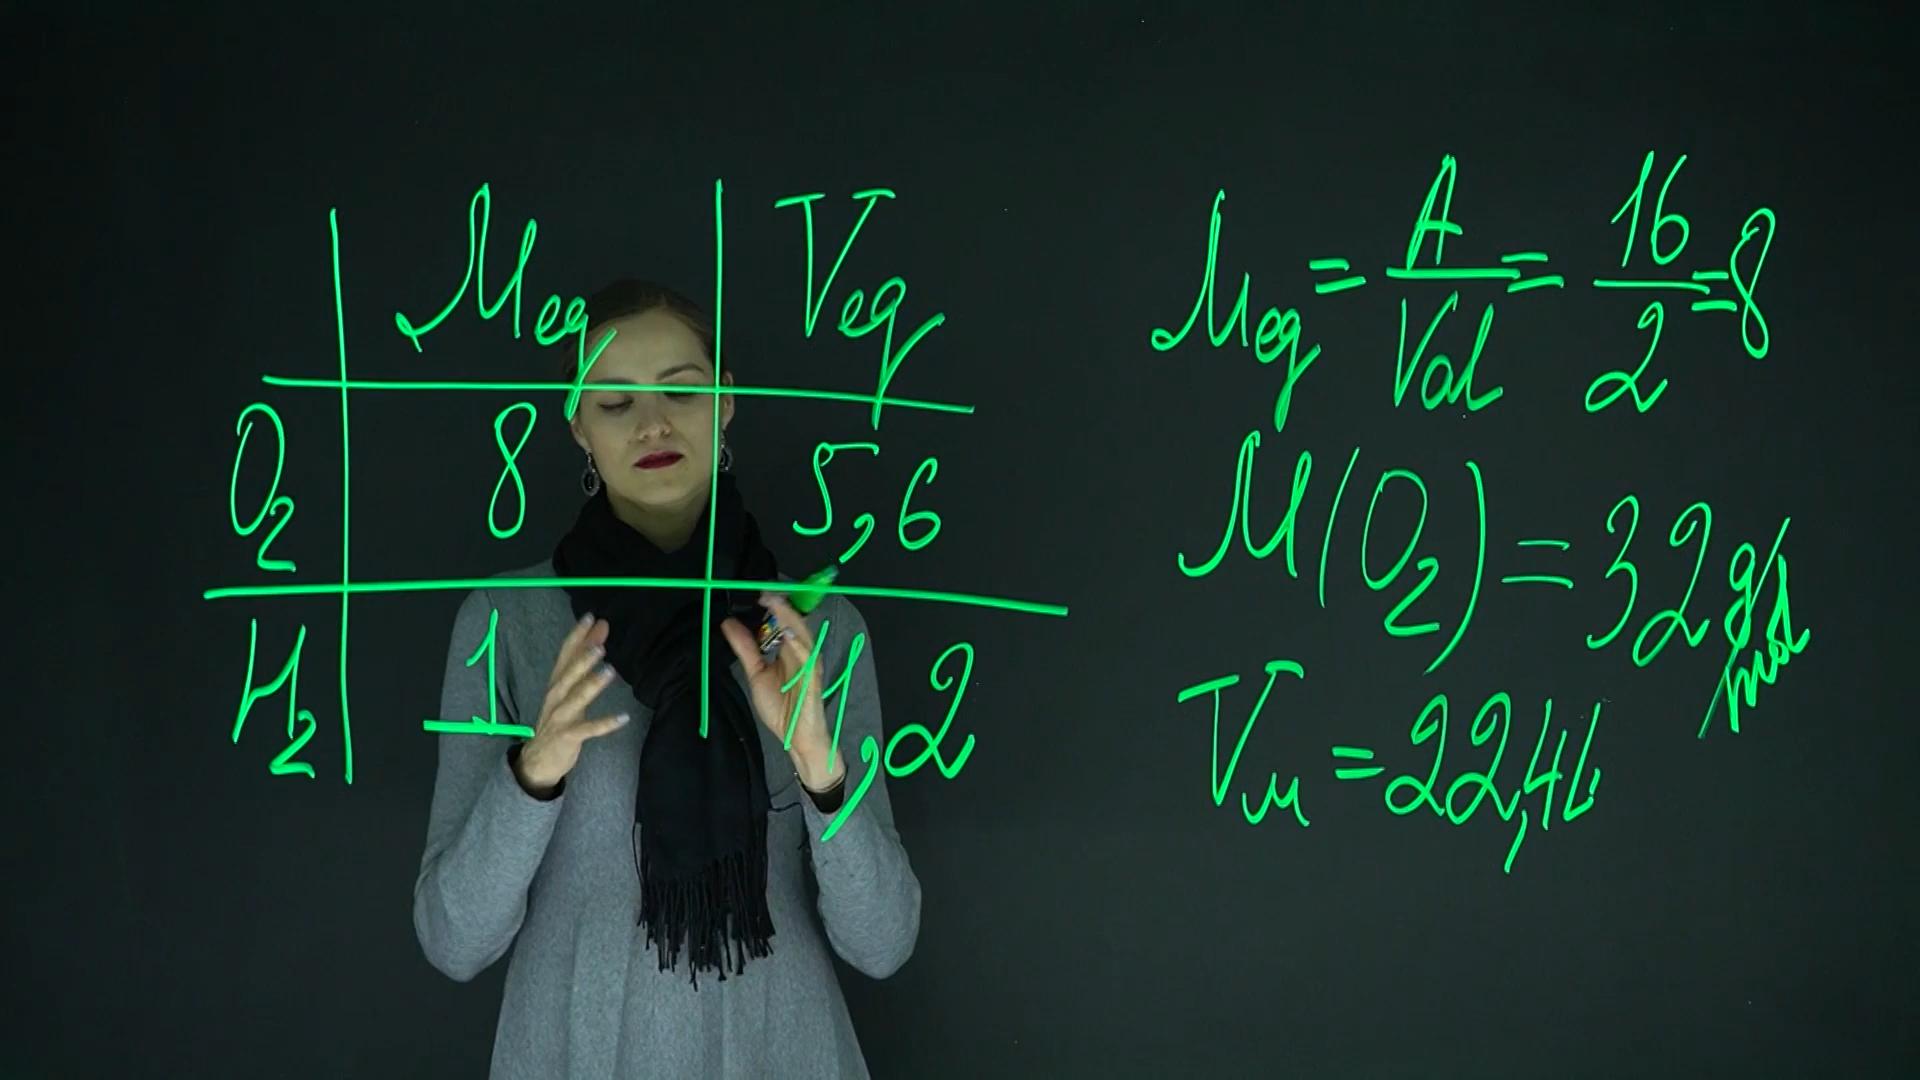 Meq Veq
O2 8 5,6
H2 1 11,2
Meq = A/Val = 16/2 = 8
M(O2) = 32 g/mol
VM = 22,4 L